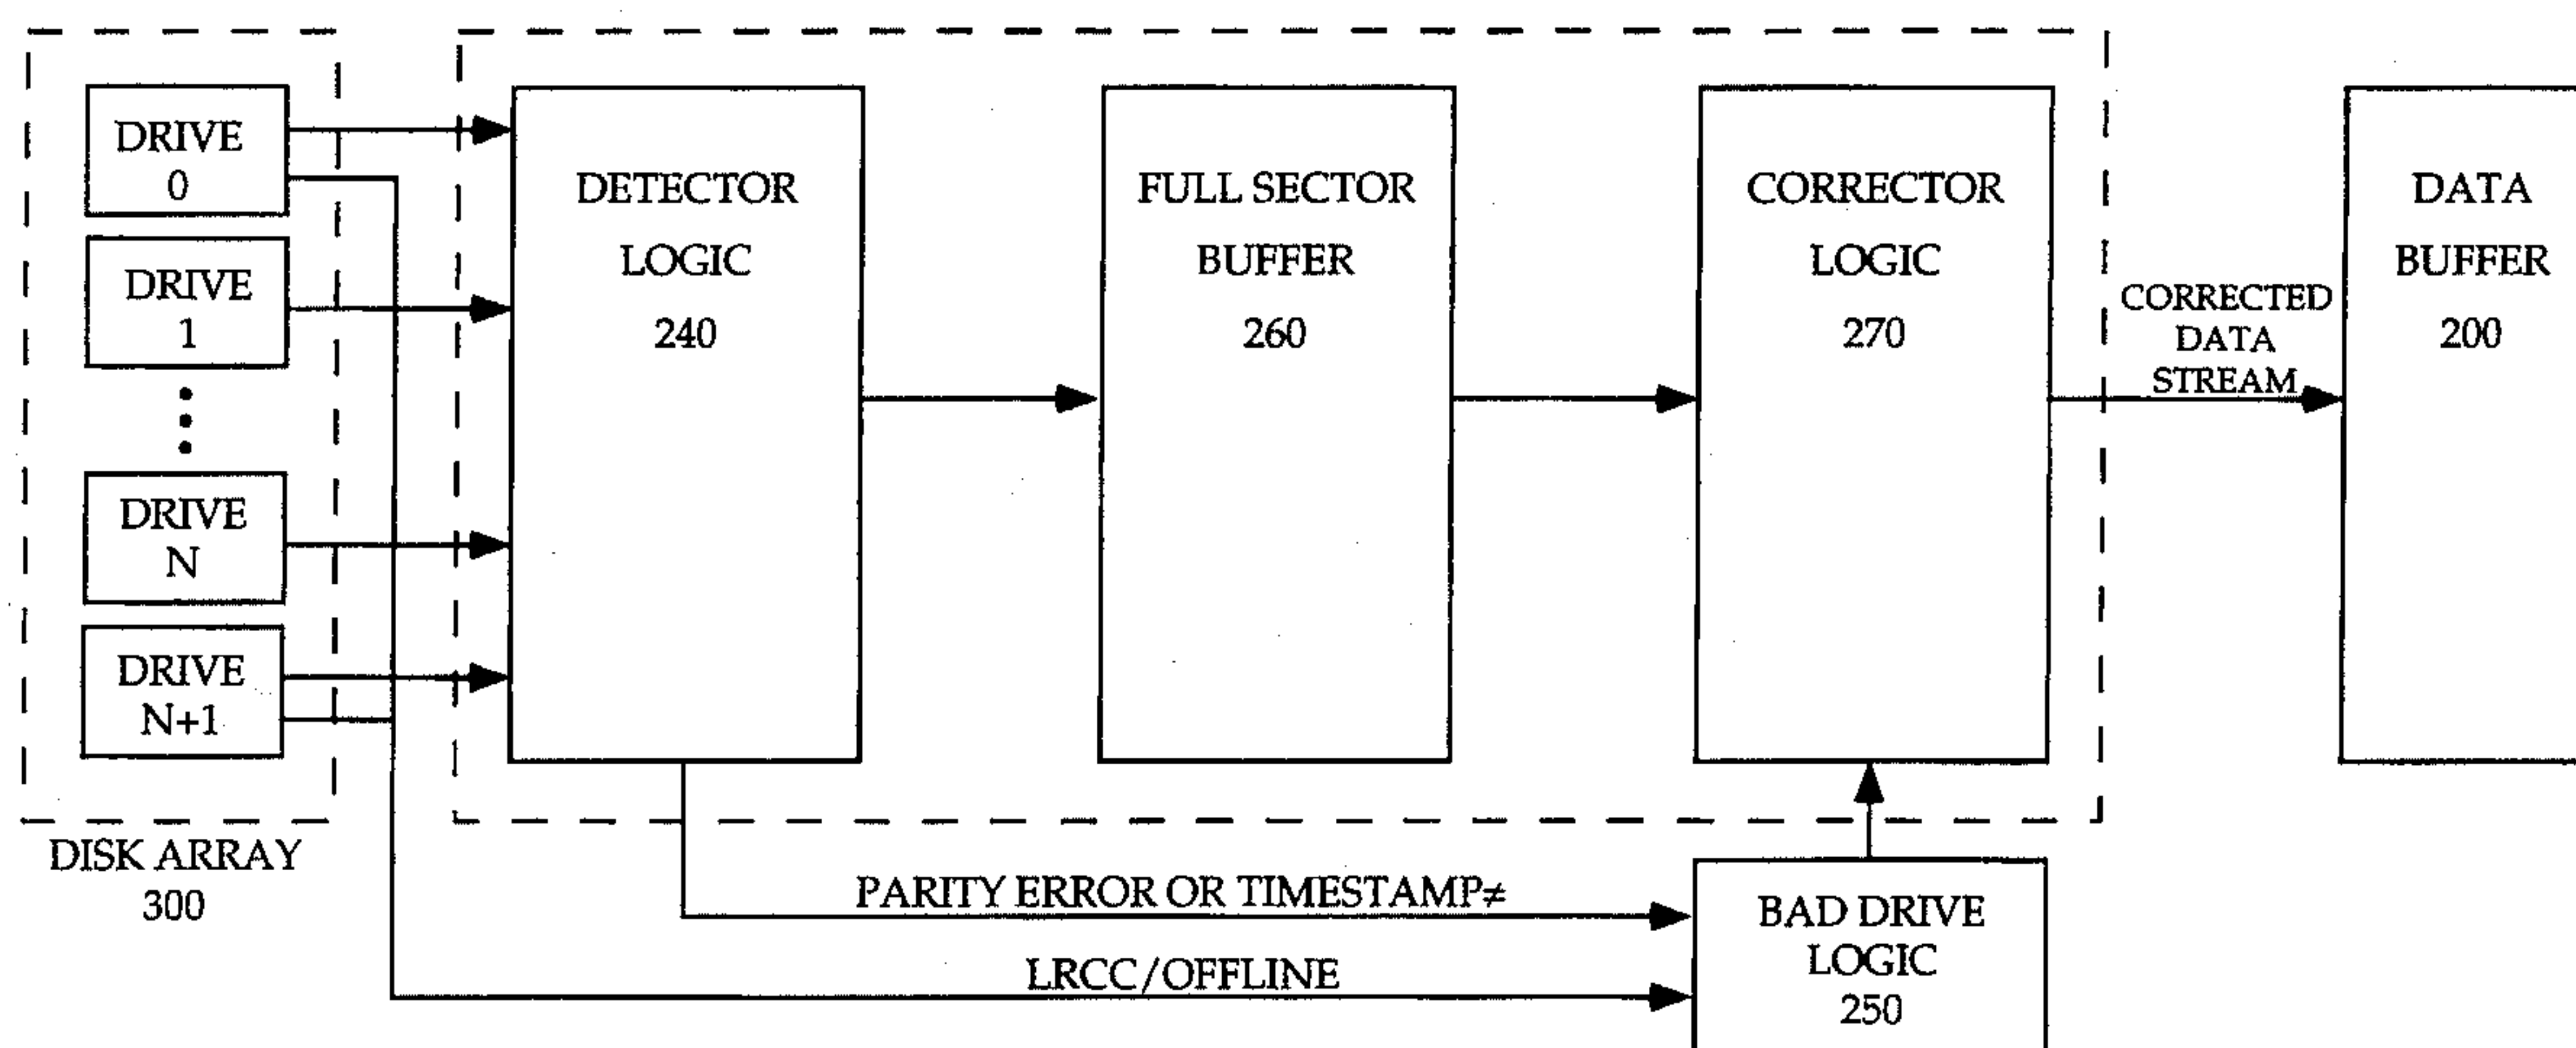 DRIVE
0
DRIVE
1
DRIVE
N
DRIVE
N+1
DISK ARRAY
300
DETECTOR
LOGIC
240
FULL SECTOR
BUFFER
260
CORRECTOR
LOGIC
270
CORRECTED
DATA
STREAM
DATA
BUFFER
200
PARITY ERROR OR TIMESTAMP≠
LRCC/OFFLINE
BAD DRIVE
LOGIC
250